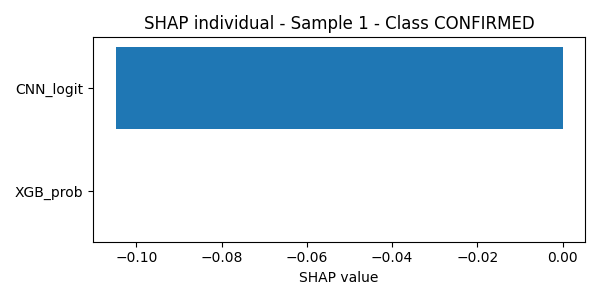 SHAP individual - Sample 1 - Class CONFIRMED
CNN_logit
XGB_prob
−0.10 −0.08 −0.06 −0.04 −0.02 0.00
SHAP value